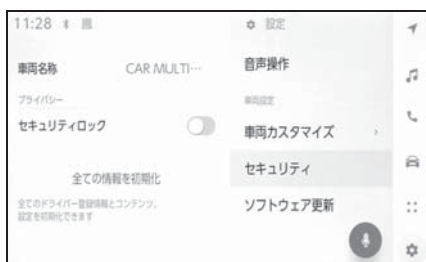 11:28
車両名称 CAR MULTI…
プライバシー
セキュリティロック
全ての情報を初期化
全てのドライバー登録情報とコンテンツ、
設定を初期化できます
設定
音声操作
車両設定
車両カスタマイズ
セキュリティ
ソフトウェア更新